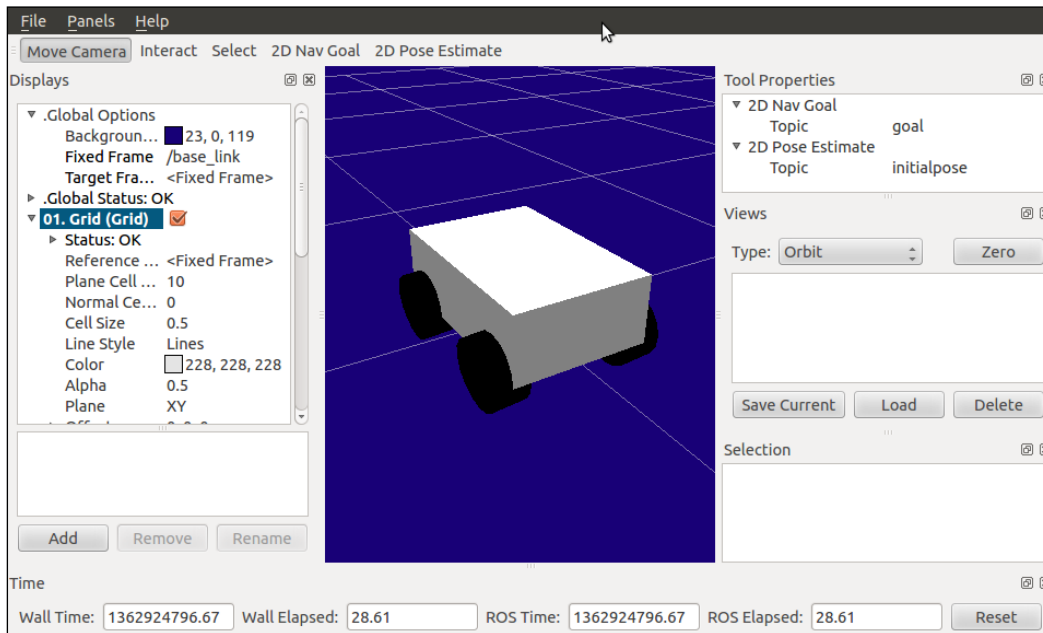 File Panels Help
Move Camera Interact Select 2D Nav Goal 2D Pose Estimate
Displays
.Global Options
Backgroun... 23, 0, 119
Fixed Frame /base_link
Target Fra... <Fixed Frame>
.Global Status: OK
01. Grid (Grid)
Status: OK
Reference ... <Fixed Frame>
Plane Cell ... 10
Normal Ce... 0
Cell Size 0.5
Line Style Lines
Color 228, 228, 228
Alpha 0.5
Plane XY
Add Remove Rename
Tool Properties
2D Nav Goal
Topic goal
2D Pose Estimate
Topic initialpose
Views
Type: Orbit Zero
Save Current Load Delete
Selection
Time
Wall Time: 1362924796.67 Wall Elapsed: 28.61 ROS Time: 1362924796.67 ROS Elapsed: 28.61 Reset